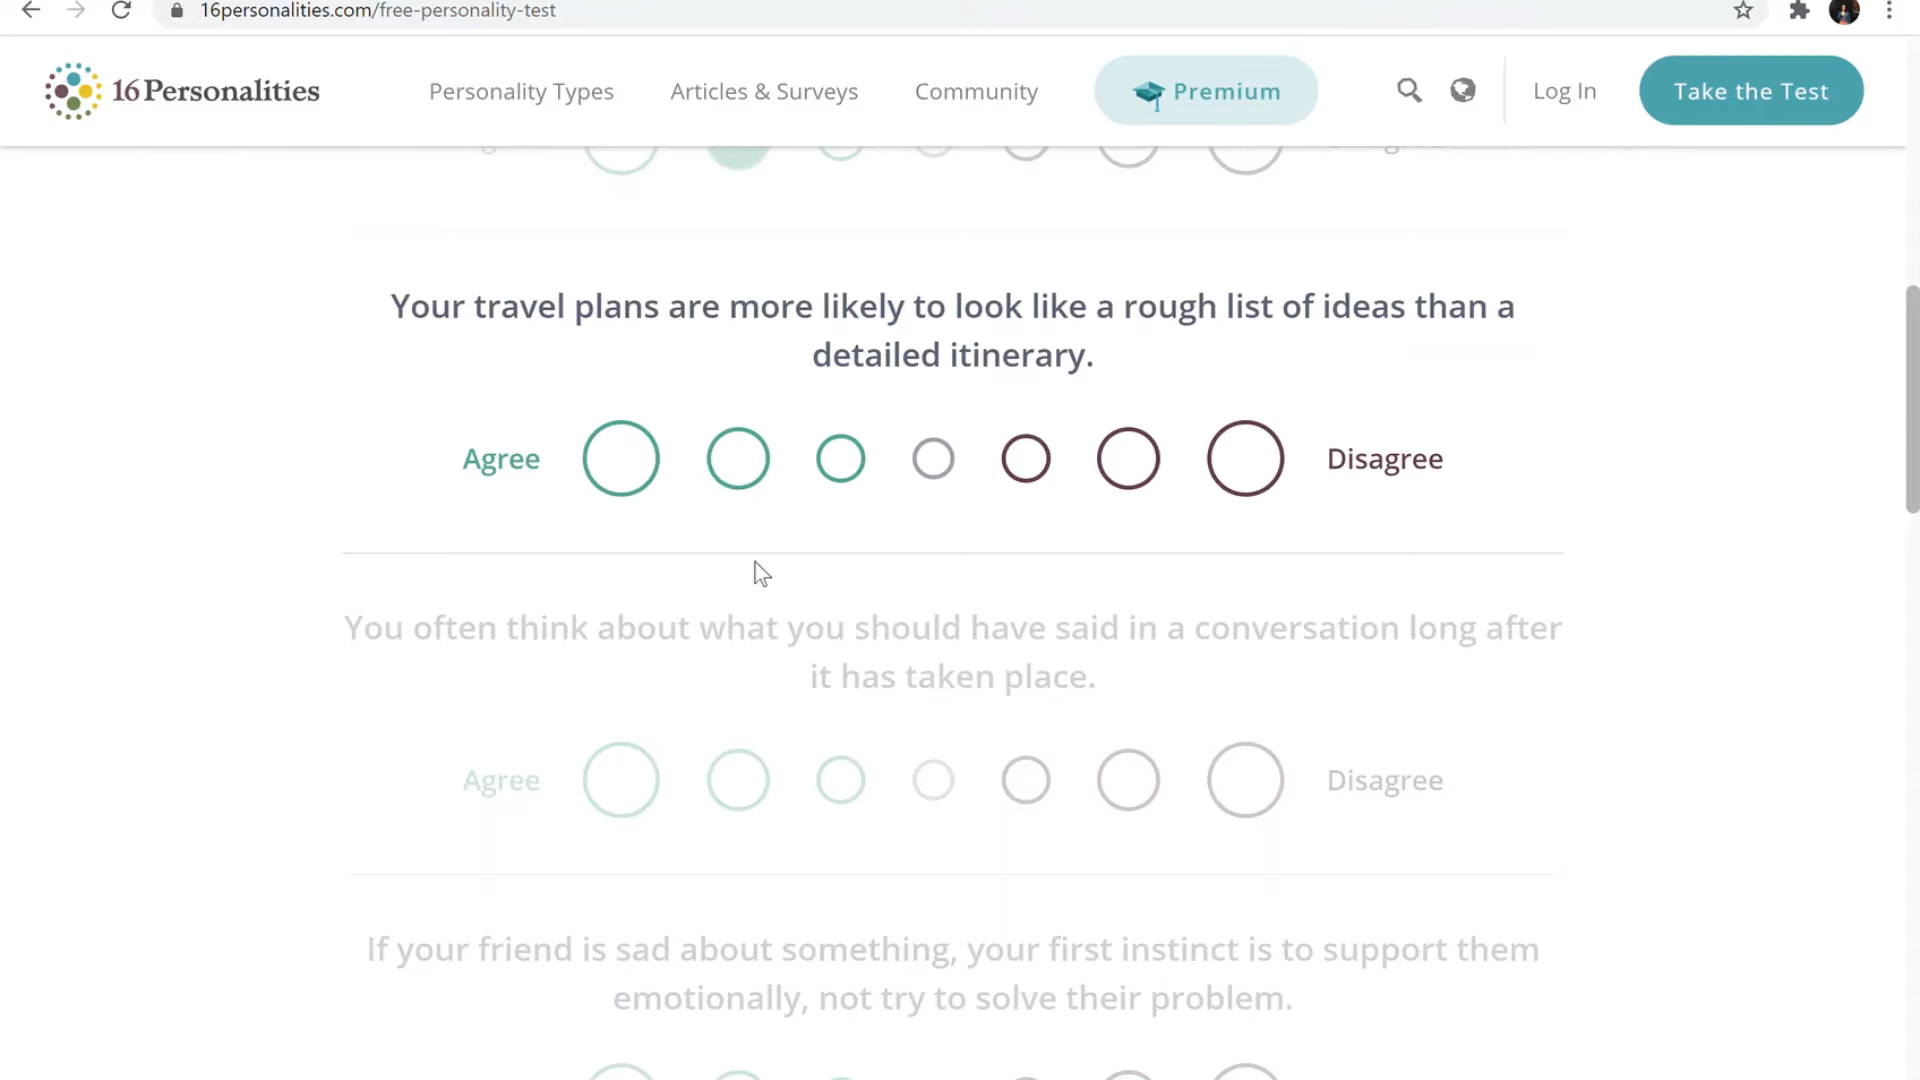 16personalities.com/free-personality-test
16Personalities
Personality Types
Articles & Surveys
Community
Premium
Log In
Take the Test
Your travel plans are more likely to look like a rough list of ideas than a
detailed itinerary.
Agree
Disagree
You often think about what you should have said in a conversation long after
it has taken place.
Agree
Disagree
If your friend is sad about something, your first instinct is to support them
emotionally, not try to solve their problem.